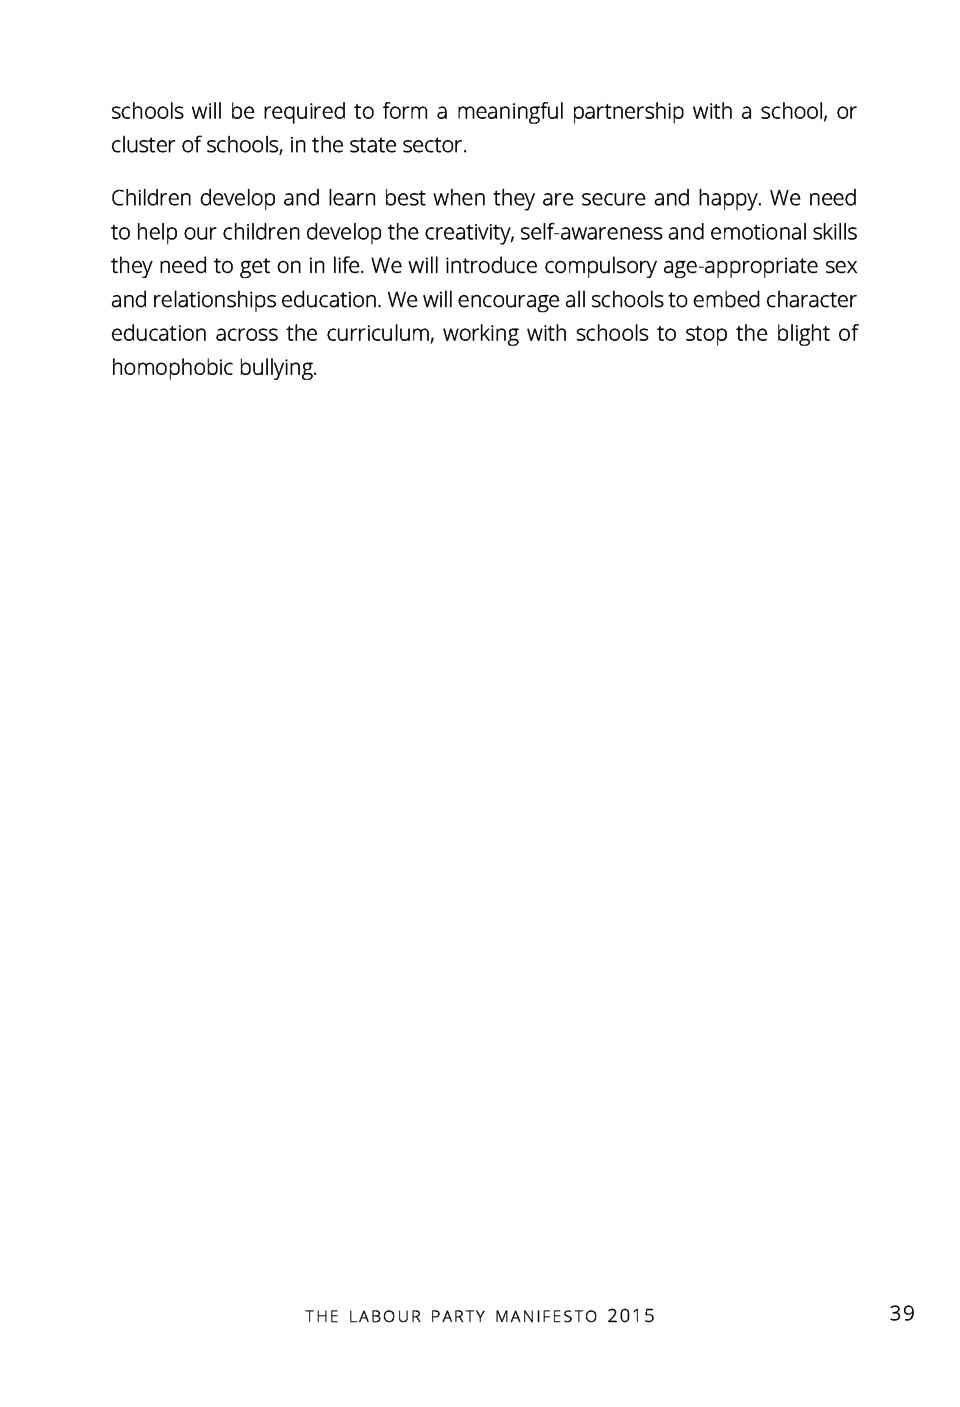 schools will be required to form a meaningful partnership with a school, or
cluster of schools, in the state sector.
Children develop and learn best when they are secure and happy. We need
to help our children develop the creativity, self-awareness and emotional skills
they need to get on in life. We will introduce compulsory age-appropriate sex
and relationships education. We will encourage all schools to embed character
education across the curriculum, working with schools to stop the blight of
homophobic bullying.
THE LABOUR PARTY MANIFESTO 2015
39